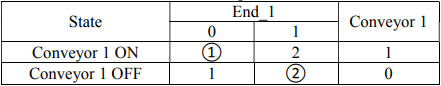 State End_1 Conveyor 1
0 1
Conveyor 1 ON ① 2 1
Conveyor 1 OFF 1 ② 0